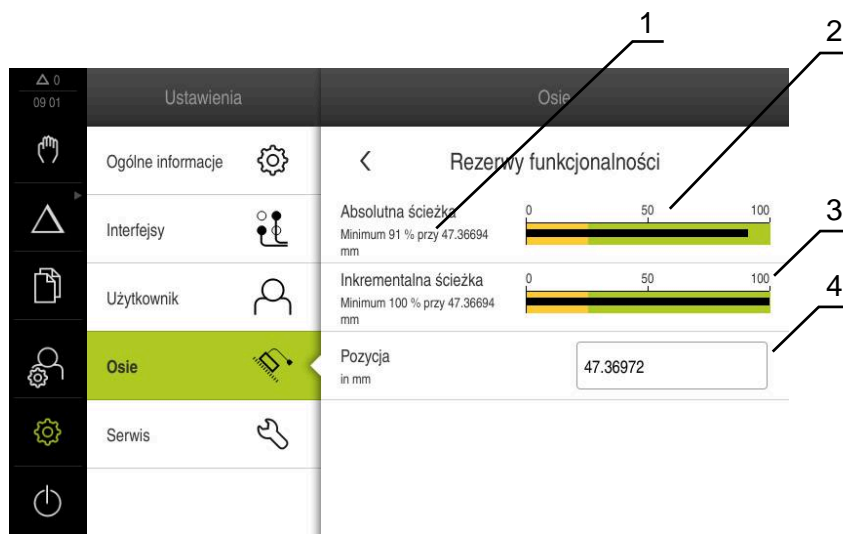 1
2
△ 0
09 01
Ustawienia
Osie
Ogólne informacje
Rezerwy funkcjonalności
Absolutna ścieżka
Minimum 91 % przy 47.36694
mm
0 50 100
Interfejsy
3
Inkrementalna ścieżka
Minimum 100 % przy 47.36694
mm
0 50 100
Użytkownik
4
Osie
Pozycja
in mm
47.36972
Serwis